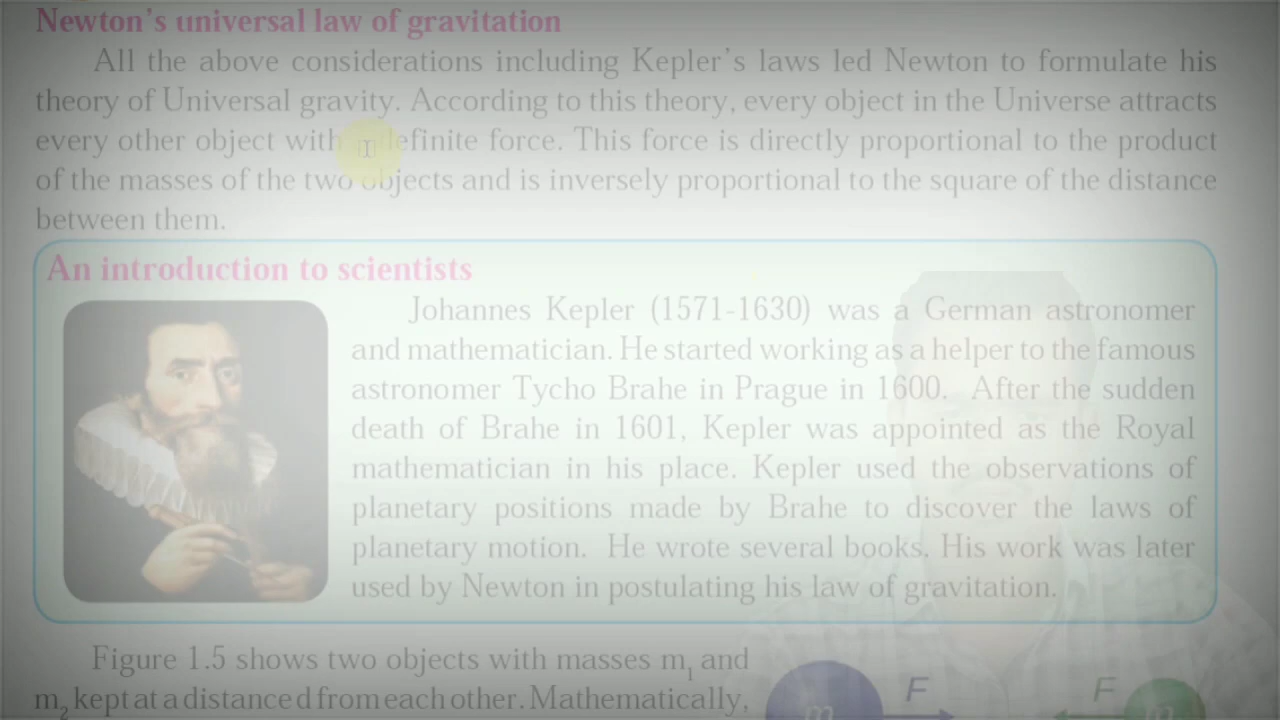 Newton's universal law of gravitation
All the above considerations including Kepler's laws led Newton to formulate his
theory of Universal gravity. According to this theory, every object in the Universe attracts
every other object with definite force. This force is directly proportional to the product
of the masses of the two objects and is inversely proportional to the square of the distance
between them.
An introduction to scientists
Johannes Kepler (1571-1630) was a German astronomer
and mathematician. He started working as a helper to the famous
astronomer Tycho Brahe in Prague in 1600. After the sudden
death of Brahe in 1601, Kepler was appointed as the Royal
mathematician in his place. Kepler used the observations of
planetary positions made by Brahe to discover the laws of
planetary motion. He wrote several books. His work was later
used by Newton in postulating his law of gravitation.
Figure 1.5 shows two objects with masses m₁ and
m₂ kept at a distance d from each other. Mathematically,
F F